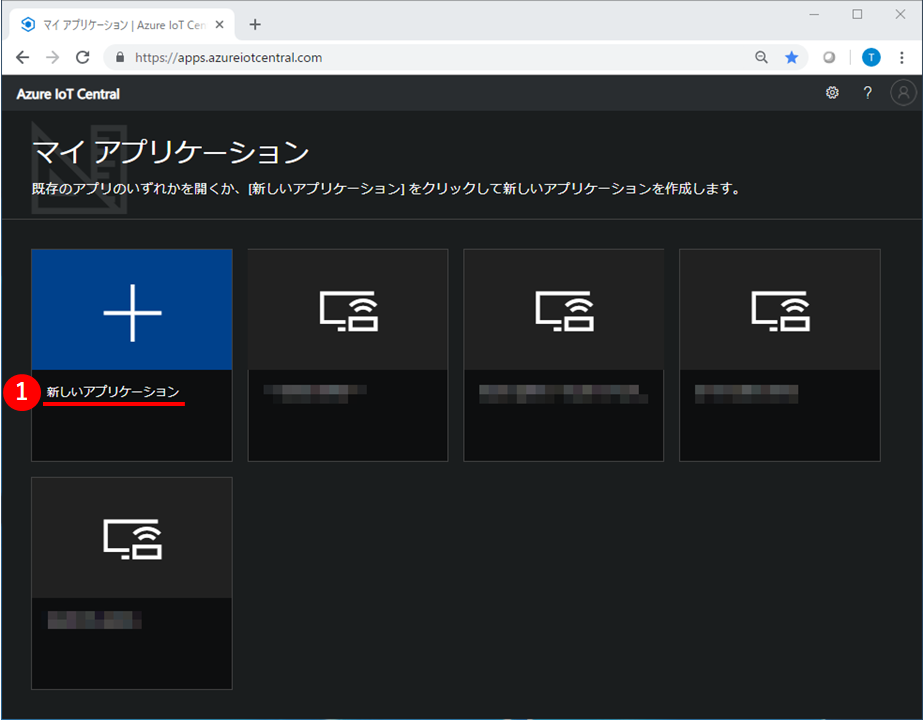 マイ アプリケーション | Azure IoT Cen
https://apps.azureiotcentral.com
T
Azure IoT Central
?
マイ アプリケーション
既存のアプリのいずれかを開くか、[新しいアプリケーション] をクリックして新しいアプリケーションを作成します。
1
新しいアプリケーション